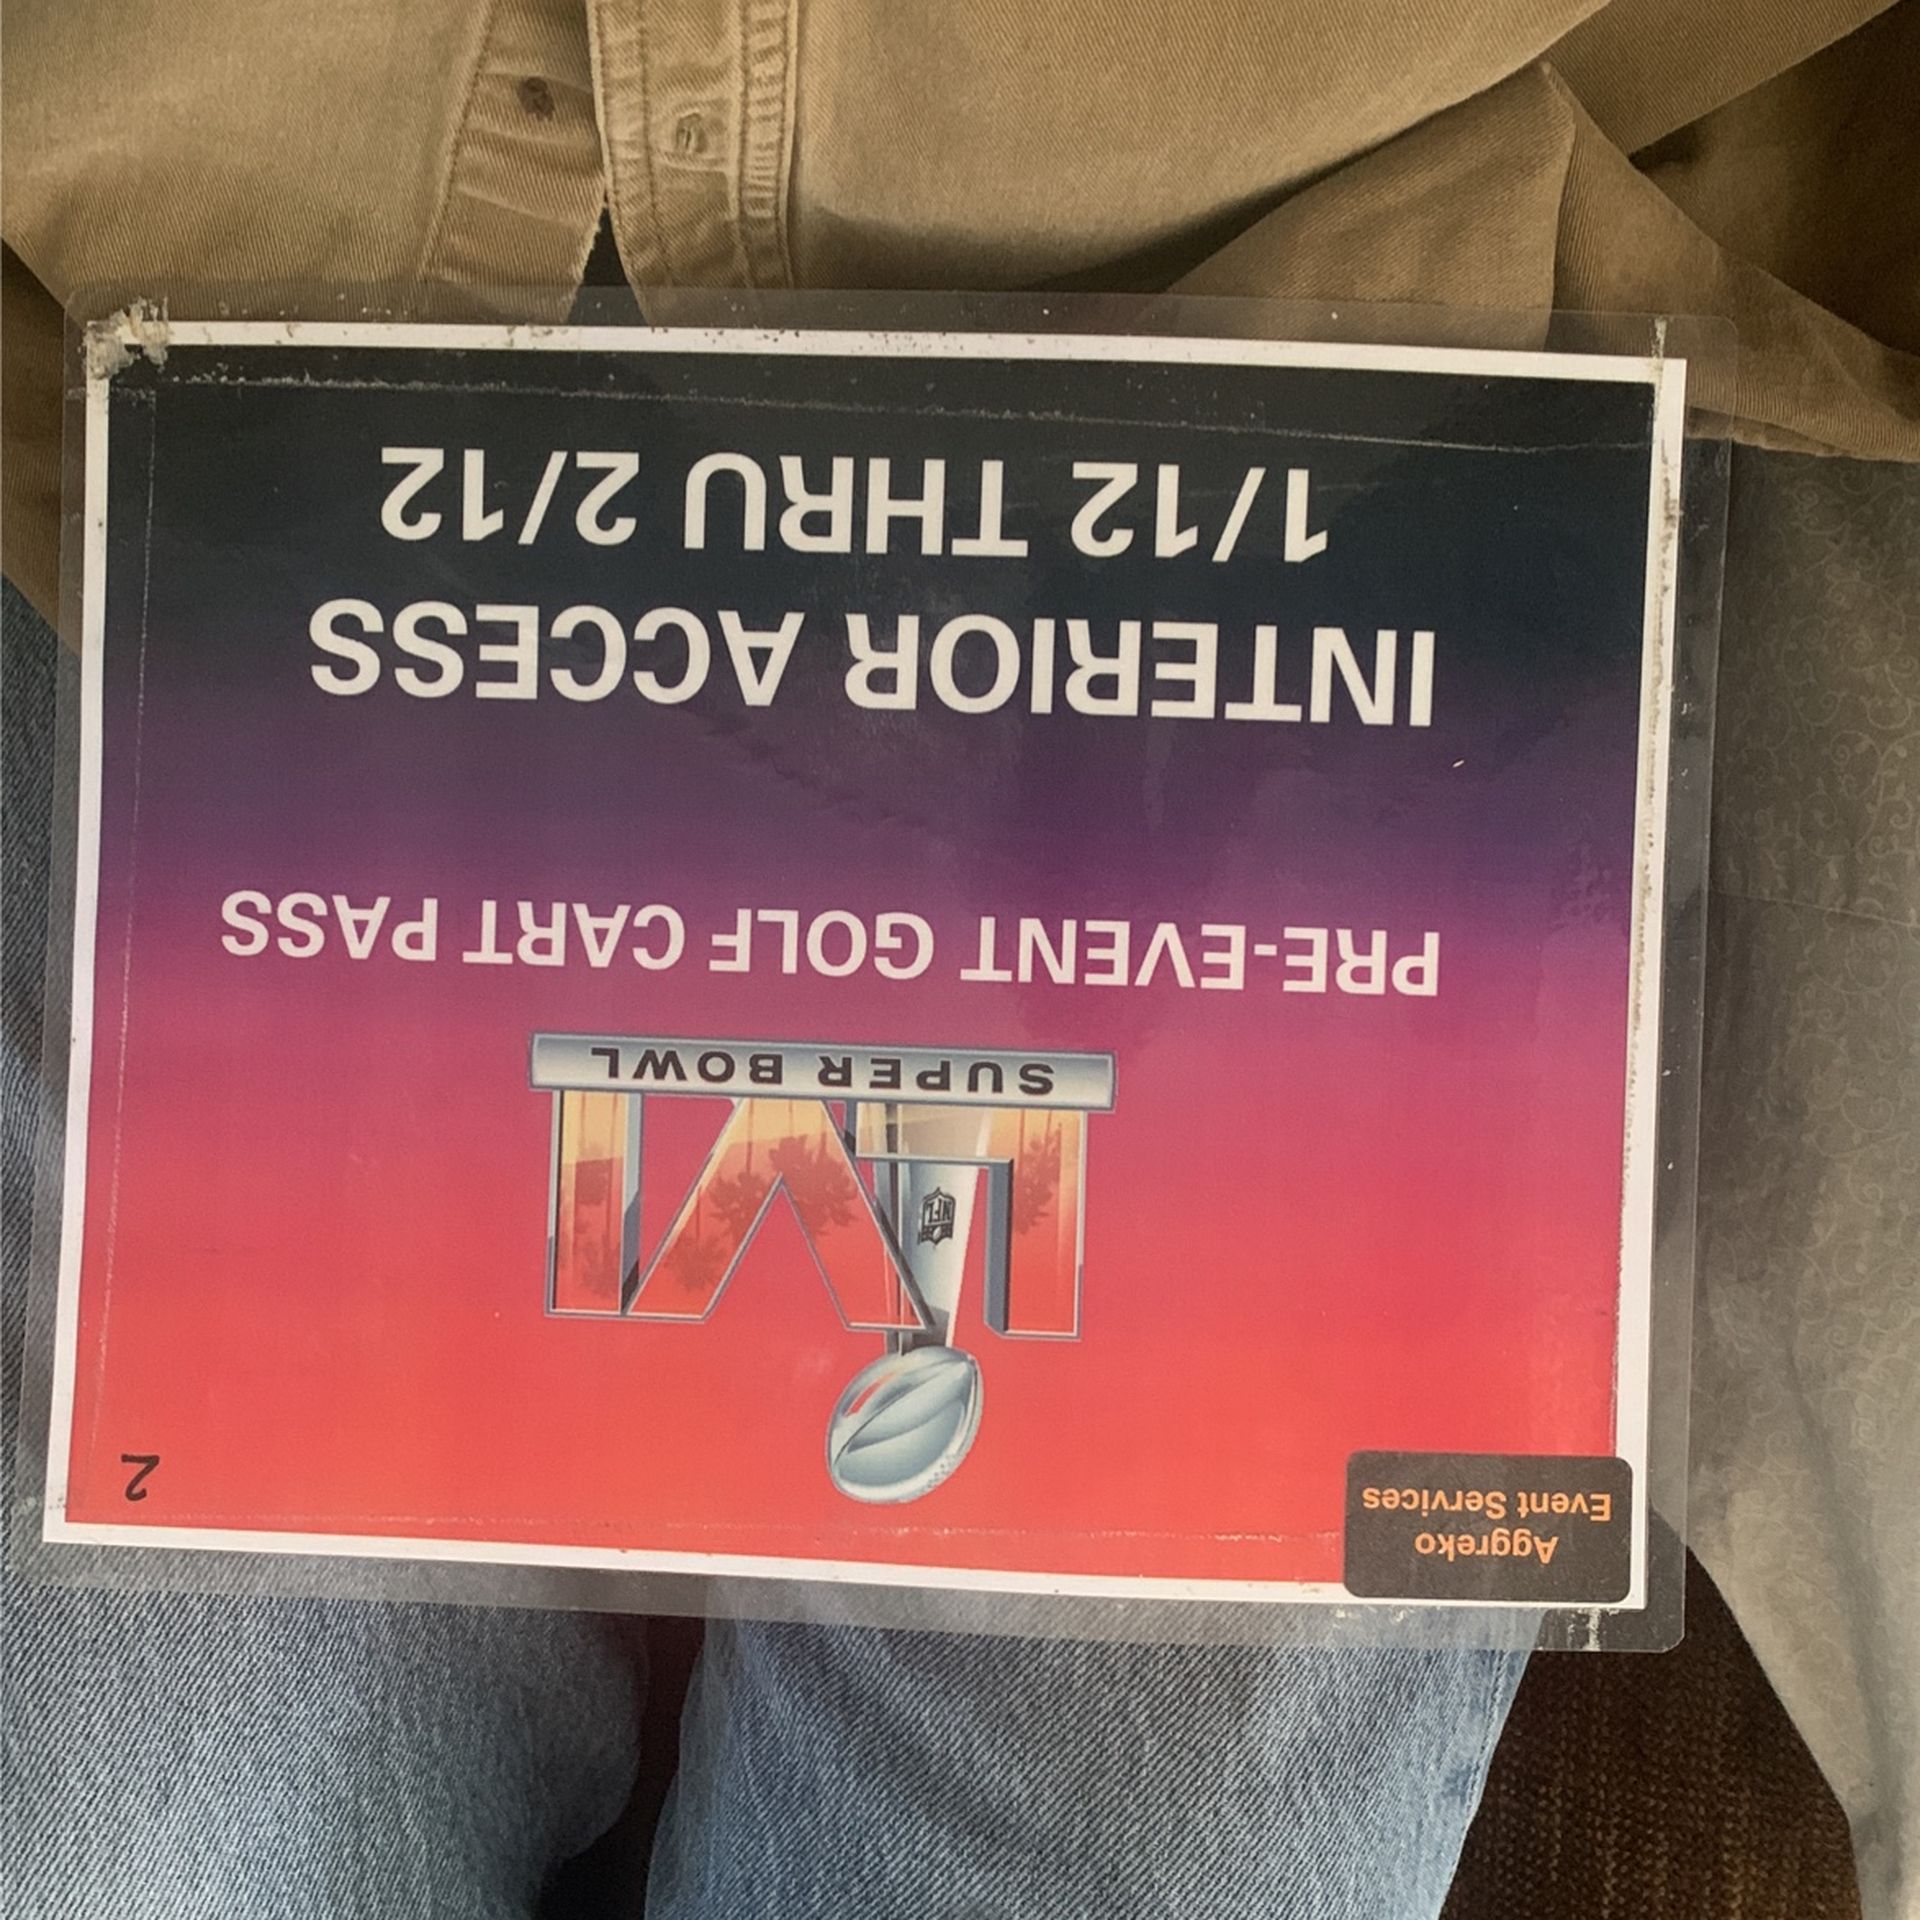 Aggreko
Event Services
2
NFL
LVI
SUPER BOWL
PRE-EVENT GOLF CART PASS
INTERIOR ACCESS
1/12 THRU 2/12